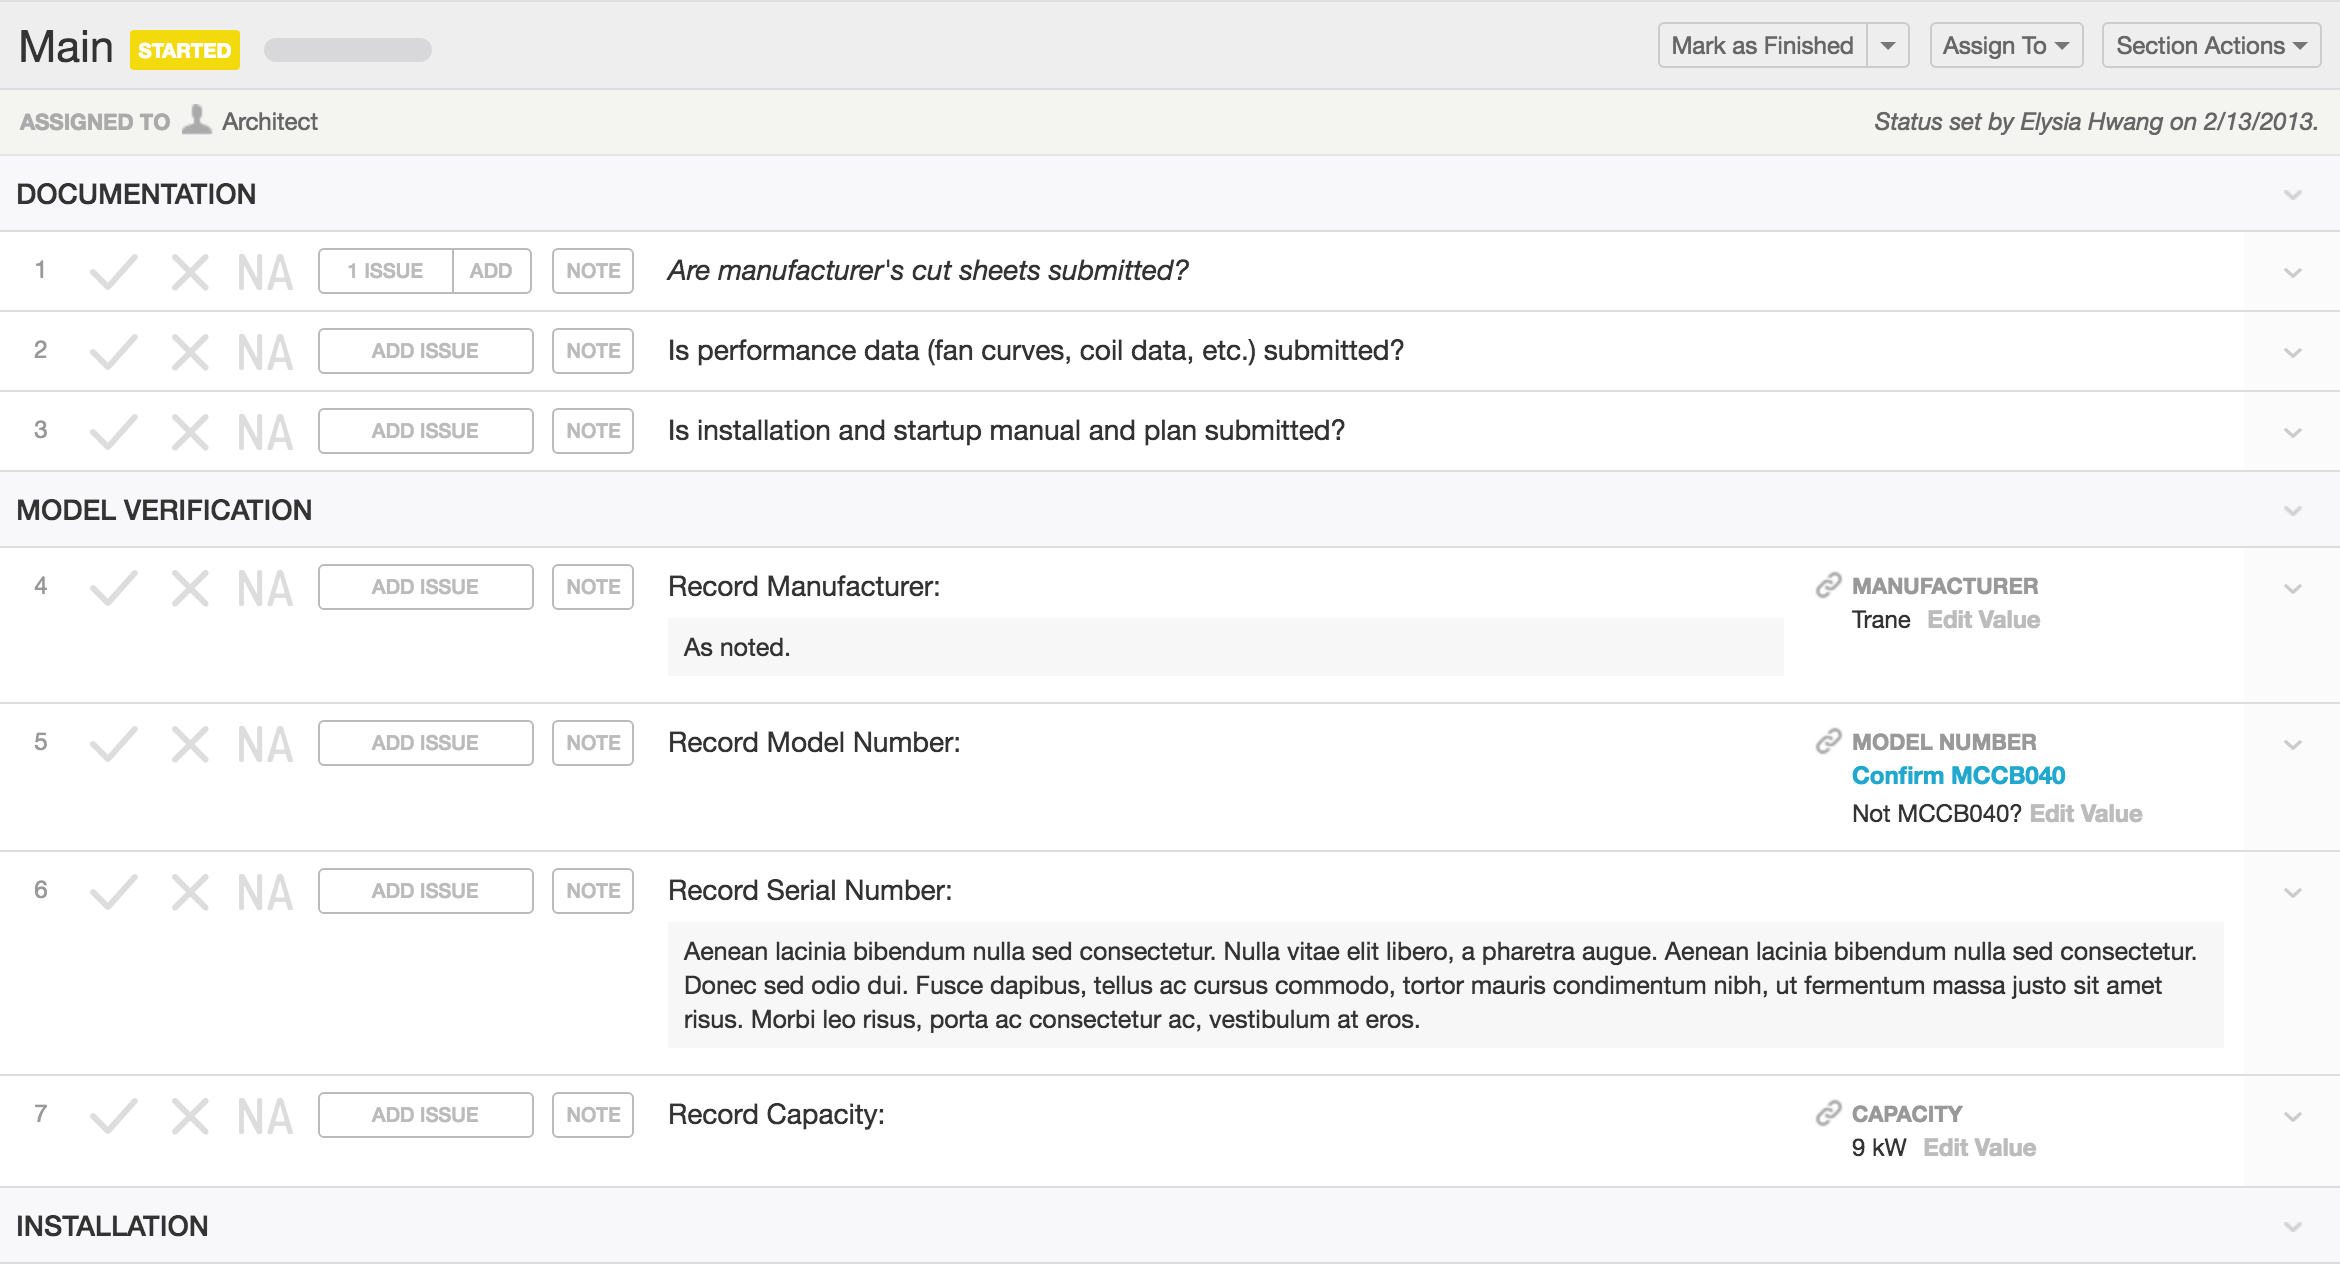 Main STARTED Mark as Finished Assign To Section Actions
ASSIGNED TO Architect Status set by Elysia Hwang on 2/13/2013.
DOCUMENTATION
1 NA 1 ISSUE ADD NOTE Are manufacturer's cut sheets submitted?
2 NA ADD ISSUE NOTE Is performance data (fan curves, coil data, etc.) submitted?
3 NA ADD ISSUE NOTE Is installation and startup manual and plan submitted?
MODEL VERIFICATION
4 NA ADD ISSUE NOTE Record Manufacturer: MANUFACTURER
Trane Edit Value
As noted.
5 NA ADD ISSUE NOTE Record Model Number: MODEL NUMBER
Confirm MCCB040
Not MCCB040? Edit Value
6 NA ADD ISSUE NOTE Record Serial Number:
Aenean lacinia bibendum nulla sed consectetur. Nulla vitae elit libero, a pharetra augue. Aenean lacinia bibendum nulla sed consectetur.
Donec sed odio dui. Fusce dapibus, tellus ac cursus commodo, tortor mauris condimentum nibh, ut fermentum massa justo sit amet
risus. Morbi leo risus, porta ac consectetur ac, vestibulum at eros.
7 NA ADD ISSUE NOTE Record Capacity: CAPACITY
9 kW Edit Value
INSTALLATION